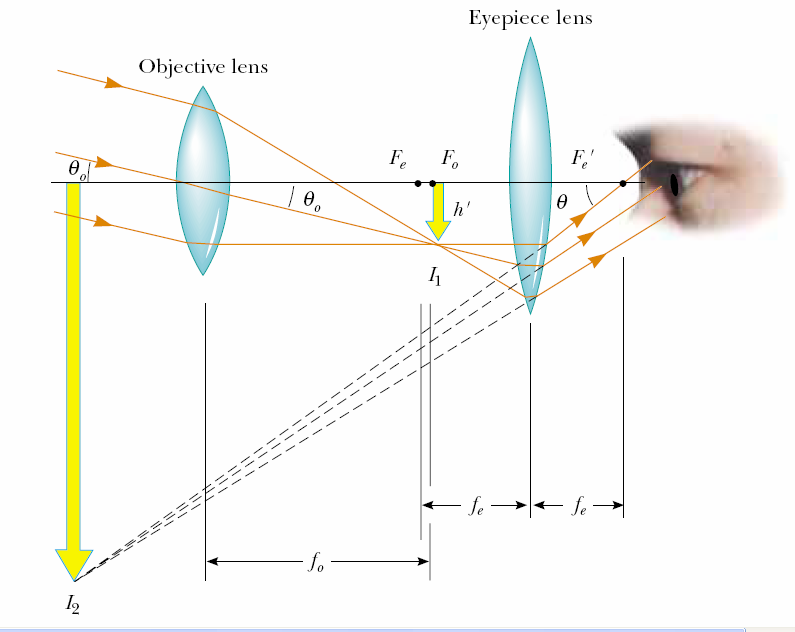 Eyepiece lens
Objective lens
Fe Fo Fe′
θo
θo
h′
θ
I1
fe fe
fo
I2